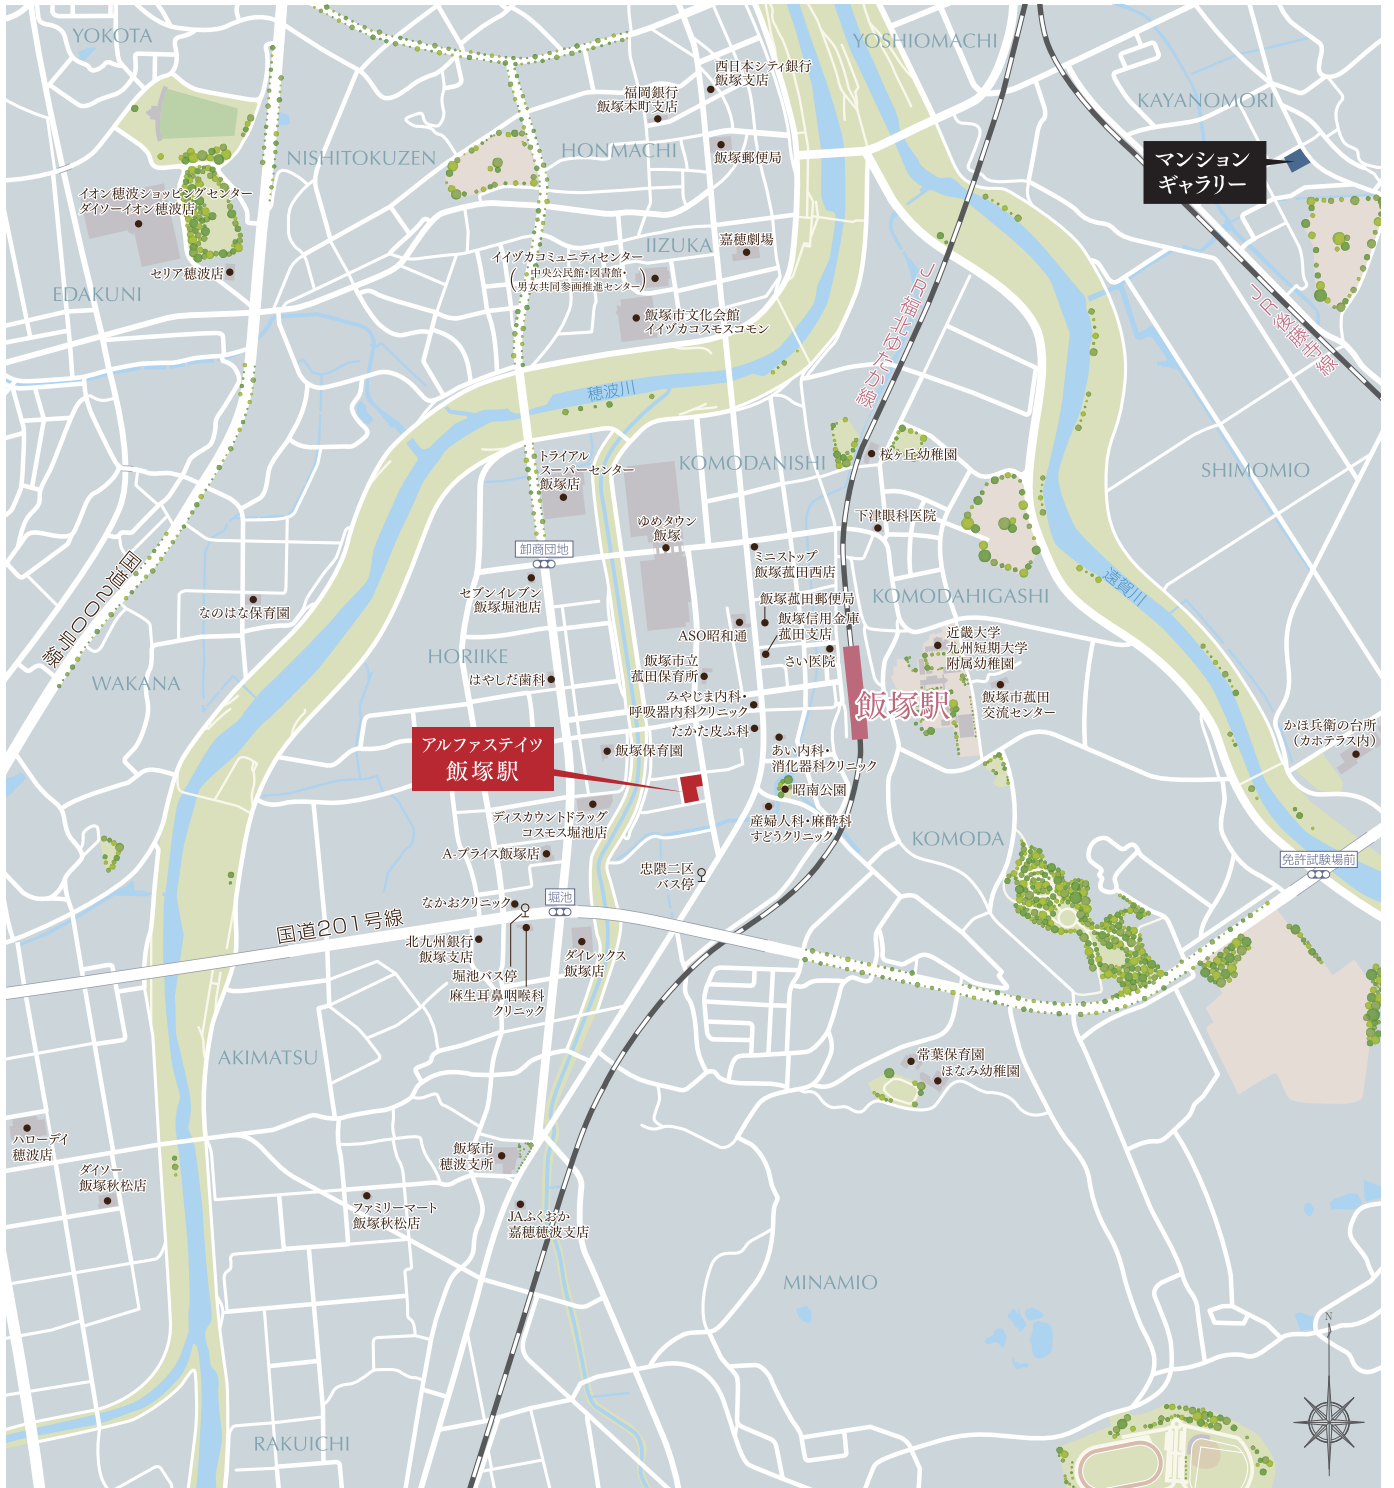 YOKOTA
YOSHIOMACHI
西日本シティ銀行
飯塚支店
福岡銀行
飯塚本町支店
KAYANOMORI
NISHITOKUZEN
HONMACHI
飯塚郵便局
マンション
ギャラリー
イオン穂波ショッピングセンター
ダイソーイオン穂波店
セリア穂波店
IIZUKA
嘉穂劇場
イイヅカコミュニティセンター
(中央公民館・図書館・
男女共同参画推進センター)
EDAKUNI
飯塚市文化会館
イイヅカコスモスコモン
JR福北ゆたか線
JR後藤寺線
穂波川
トライアル
スーパーセンター
飯塚店
KOMODANISHI
桜ヶ丘幼稚園
SHIMOMIO
ゆめタウン
飯塚
下津眼科医院
卸商団地
ミニストップ
飯塚菰田西店
国道200号線
遠賀川
セブンイレブン
飯塚堀池店
飯塚菰田郵便局
KOMODAHIGASHI
なのはな保育園
飯塚信用金庫
菰田支店
ASO昭和通
近畿大学
九州短期大学
附属幼稚園
HORIIKE
さい医院
飯塚市立
菰田保育所
はやしだ歯科
WAKANA
みやじま内科・
呼吸器内科クリニック
飯塚駅
飯塚市菰田
交流センター
たかた皮ふ科
かほ兵衛の台所
(カホテラス内)
アルファステイツ
飯塚駅
飯塚保育園
あい内科・
消化器科クリニック
昭南公園
ディスカウントドラッグ
コスモス堀池店
産婦人科・麻酔科
すどうクリニック
KOMODA
A-プライス飯塚店
免許試験場前
忠隈二区
バス停
堀池
なかおクリニック
国道201号線
北九州銀行
飯塚支店
ダイレックス
飯塚店
堀池バス停
麻生耳鼻咽喉科
クリニック
AKIMATSU
常葉保育園
ほなみ幼稚園
ハローデイ
穂波店
飯塚市
穂波支所
ダイソー
飯塚秋松店
ファミリーマート
飯塚秋松店
JAふくおか
嘉穂穂波支店
MINAMIO
N
RAKUICHI